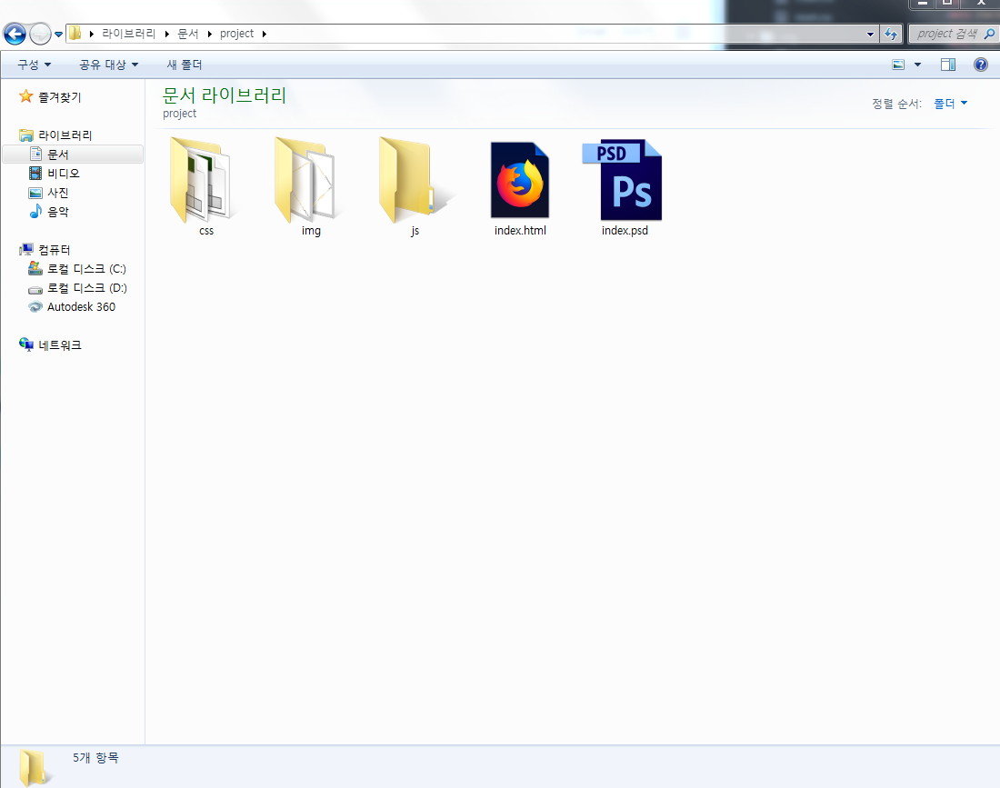 라이브러리 문서 project
project 검색
구성 공유 대상 새 폴더
즐겨찾기
라이브러리
문서
비디오
사진
음악
컴퓨터
로컬 디스크 (C:)
로컬 디스크 (D:)
Autodesk 360
네트워크
문서 라이브러리
project
정렬 순서: 폴더
PSD
Ps
css img js index.html index.psd
5개 항목